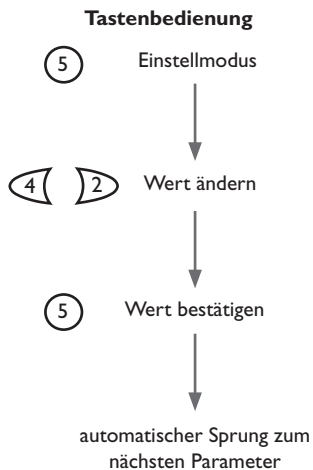 Tastenbedienung
5 Einstellmodus
4 2 Wert ändern
5 Wert bestätigen
automatischer Sprung zum
nächsten Parameter